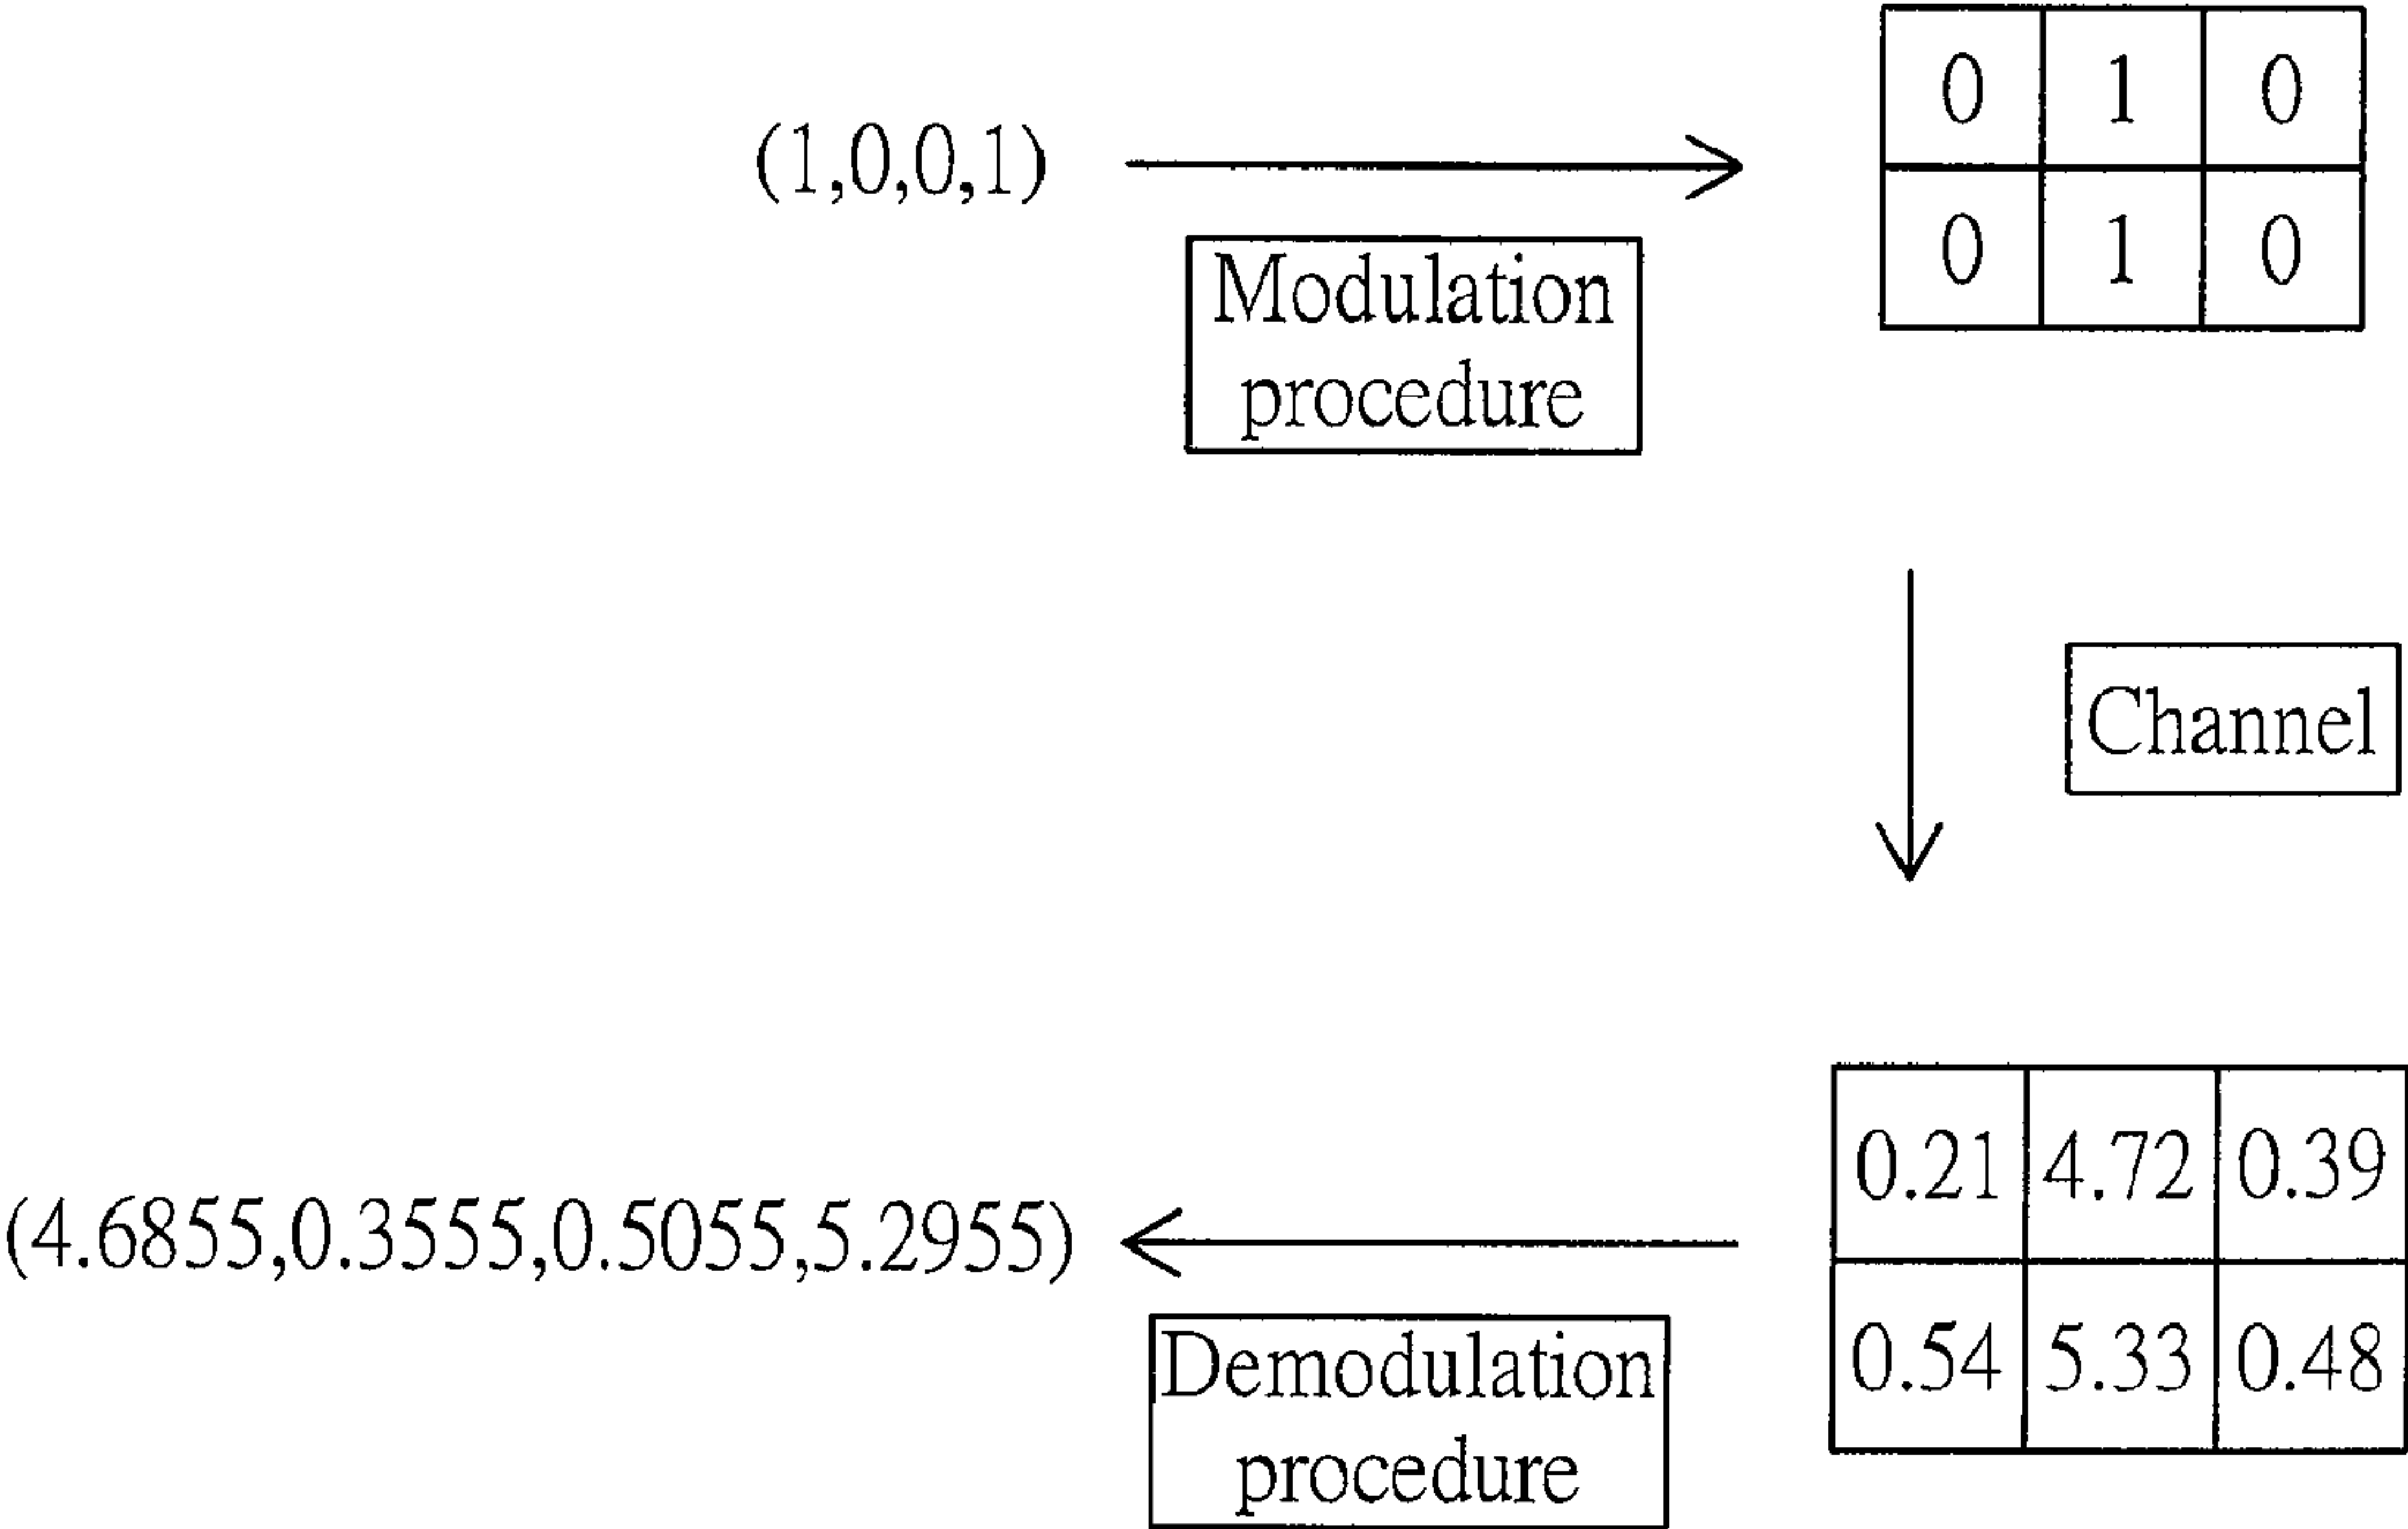 (1,0,0,1)
Modulation
procedure
0 1 0
0 1 0
Channel
0.21 4.72 0.39
0.54 5.33 0.48
(4.6855,0.3555,0.5055,5.2955)
Demodulation
procedure